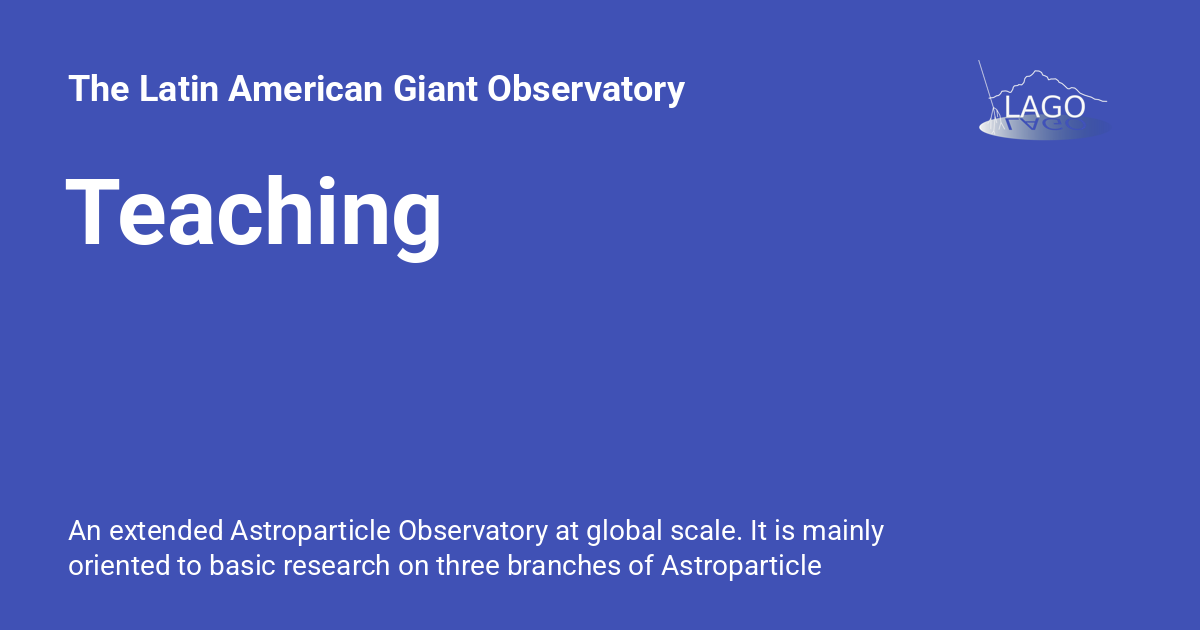 The Latin American Giant Observatory
LAGO
Teaching
An extended Astroparticle Observatory at global scale. It is mainly
oriented to basic research on three branches of Astroparticle